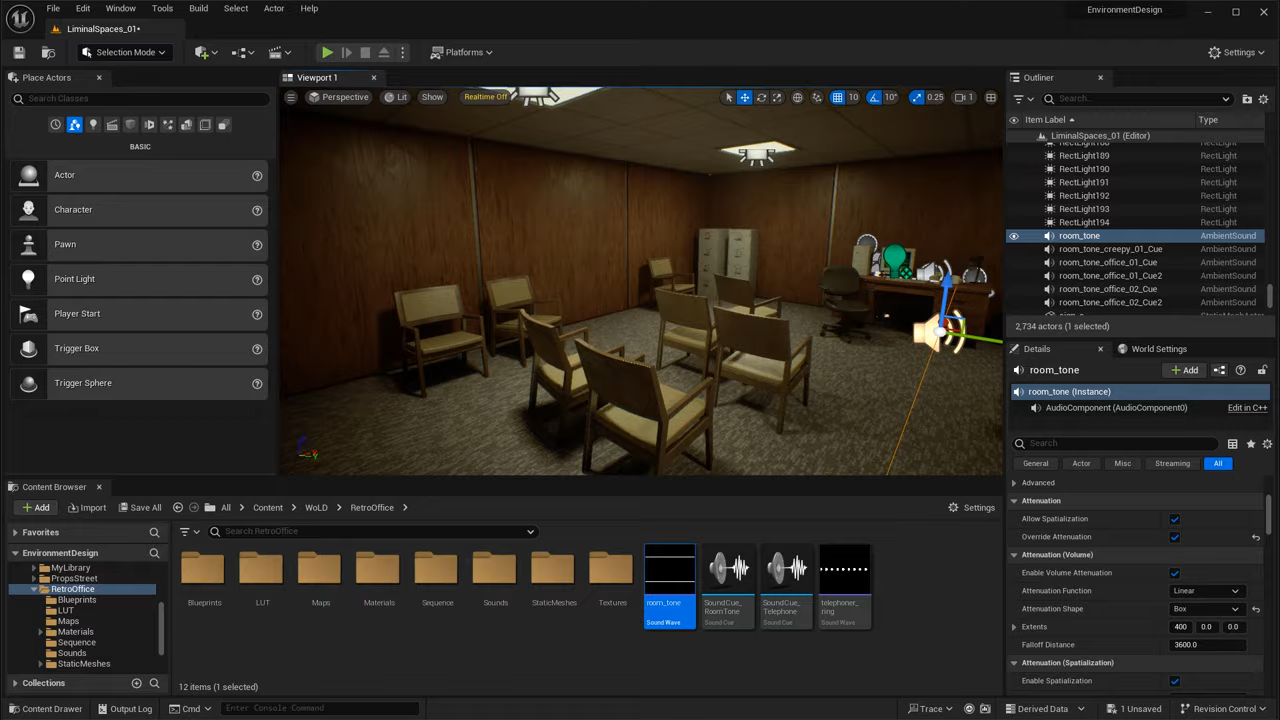 File Edit Window Tools Build Select Actor Help
EnvironmentDesign
LiminalSpaces_01*
Selection Mode
Platforms
Settings
Place Actors
Search Classes
BASIC
Actor
Character
Pawn
Point Light
Player Start
Trigger Box
Trigger Sphere
Viewport 1
Perspective Lit Show Realtime Off
10 10° 0.25 1
Outliner
Search...
Item Label Type
LiminalSpaces_01 (Editor)
RectLight189 RectLight
RectLight190 RectLight
RectLight191 RectLight
RectLight192 RectLight
RectLight193 RectLight
RectLight194 RectLight
room_tone AmbientSound
room_tone_creepy_01_Cue AmbientSound
room_tone_office_01_Cue AmbientSound
room_tone_office_01_Cue2 AmbientSound
room_tone_office_02_Cue AmbientSound
room_tone_office_02_Cue2 AmbientSound
2,734 actors (1 selected)
Details World Settings
room_tone Add
room_tone (Instance)
AudioComponent (AudioComponent0) Edit in C++
Search
General Actor Misc Streaming All
Advanced
Attenuation
Allow Spatialization
Override Attenuation
Attenuation (Volume)
Enable Volume Attenuation
Attenuation Function Linear
Attenuation Shape Box
Extents 400 0.0 0.0
Falloff Distance 3600.0
Attenuation (Spatialization)
Enable Spatialization
Content Browser
Add Import Save All All Content WoLD RetroOffice Settings
Favorites
EnvironmentDesign
MyLibrary
PropsStreet
RetroOffice
Blueprints
LUT
Maps
Materials
Sequence
Sounds
StaticMeshes
Collections
Search RetroOffice
Blueprints LUT Maps Materials Sequence Sounds StaticMeshes Textures
room_tone
Sound Wave
SoundCue_
RoomTone
Sound Cue
SoundCue_
Telephone
Sound Cue
telephoner_
ring
Sound Wave
12 items (1 selected)
Content Drawer Output Log Cmd Enter Console Command Trace Derived Data 1 Unsaved Revision Control